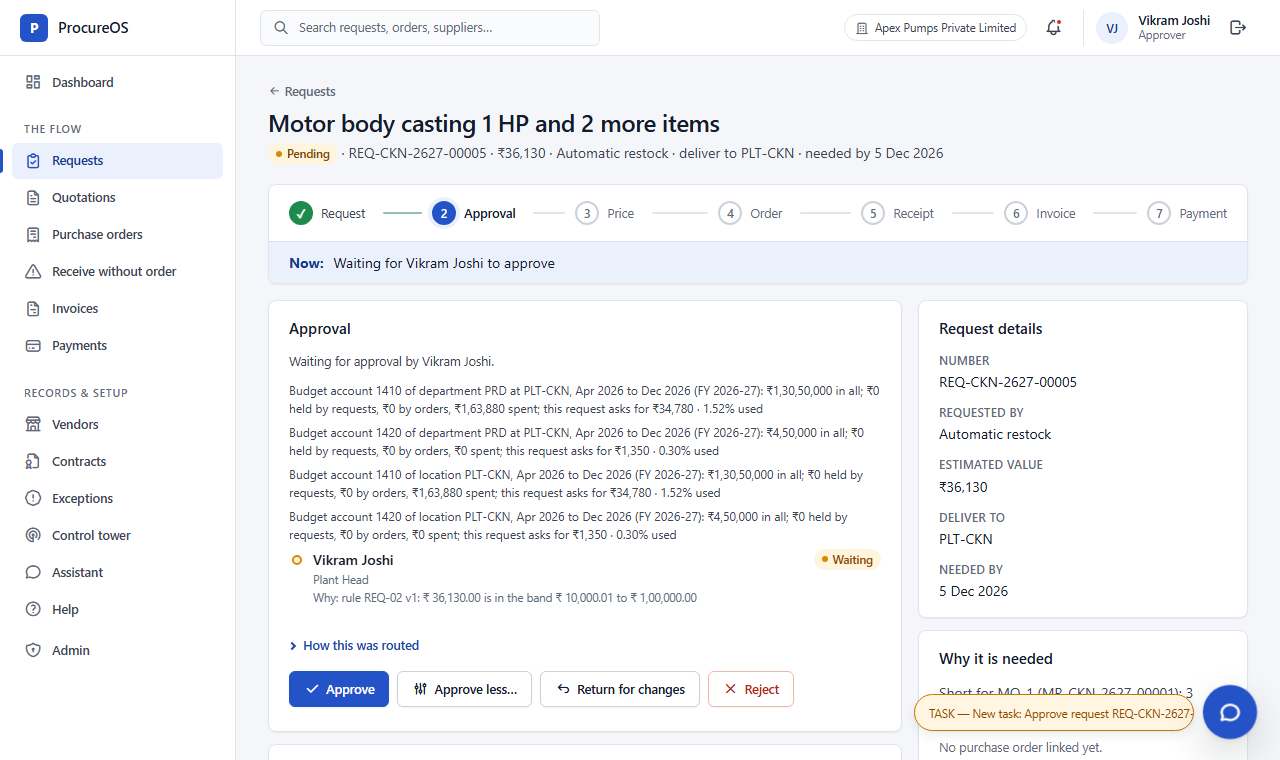 P ProcureOS
Search requests, orders, suppliers...
Apex Pumps Private Limited
VJ
Vikram Joshi
Approver
Dashboard
THE FLOW
Requests
Quotations
Purchase orders
Receive without order
Invoices
Payments
RECORDS & SETUP
Vendors
Contracts
Exceptions
Control tower
Assistant
Help
Admin
← Requests
Motor body casting 1 HP and 2 more items
Pending · REQ-CKN-2627-00005 · ₹36,130 · Automatic restock · deliver to PLT-CKN · needed by 5 Dec 2026
Request 2 Approval 3 Price 4 Order 5 Receipt 6 Invoice 7 Payment
Now: Waiting for Vikram Joshi to approve
Approval
Waiting for approval by Vikram Joshi.
Budget account 1410 of department PRD at PLT-CKN, Apr 2026 to Dec 2026 (FY 2026-27): ₹1,30,50,000 in all; ₹0
held by requests, ₹0 by orders, ₹1,63,880 spent; this request asks for ₹34,780 · 1.52% used
Budget account 1420 of department PRD at PLT-CKN, Apr 2026 to Dec 2026 (FY 2026-27): ₹4,50,000 in all; ₹0
held by requests, ₹0 by orders, ₹0 spent; this request asks for ₹1,350 · 0.30% used
Budget account 1410 of location PLT-CKN, Apr 2026 to Dec 2026 (FY 2026-27): ₹1,30,50,000 in all; ₹0 held by
requests, ₹0 by orders, ₹1,63,880 spent; this request asks for ₹34,780 · 1.52% used
Budget account 1420 of location PLT-CKN, Apr 2026 to Dec 2026 (FY 2026-27): ₹4,50,000 in all; ₹0 held by
requests, ₹0 by orders, ₹0 spent; this request asks for ₹1,350 · 0.30% used
Vikram Joshi
Waiting
Plant Head
Why: rule REQ-02 v1: ₹ 36,130.00 is in the band ₹ 10,000.01 to ₹ 1,00,000.00
How this was routed
Approve
Approve less...
Return for changes
Reject
Request details
NUMBER
REQ-CKN-2627-00005
REQUESTED BY
Automatic restock
ESTIMATED VALUE
₹36,130
DELIVER TO
PLT-CKN
NEEDED BY
5 Dec 2026
Why it is needed
Short for MO-1 (MP-CKN-2627-00001): 3
TASK — New task: Approve request REQ-CKN-2627-
No purchase order linked yet.